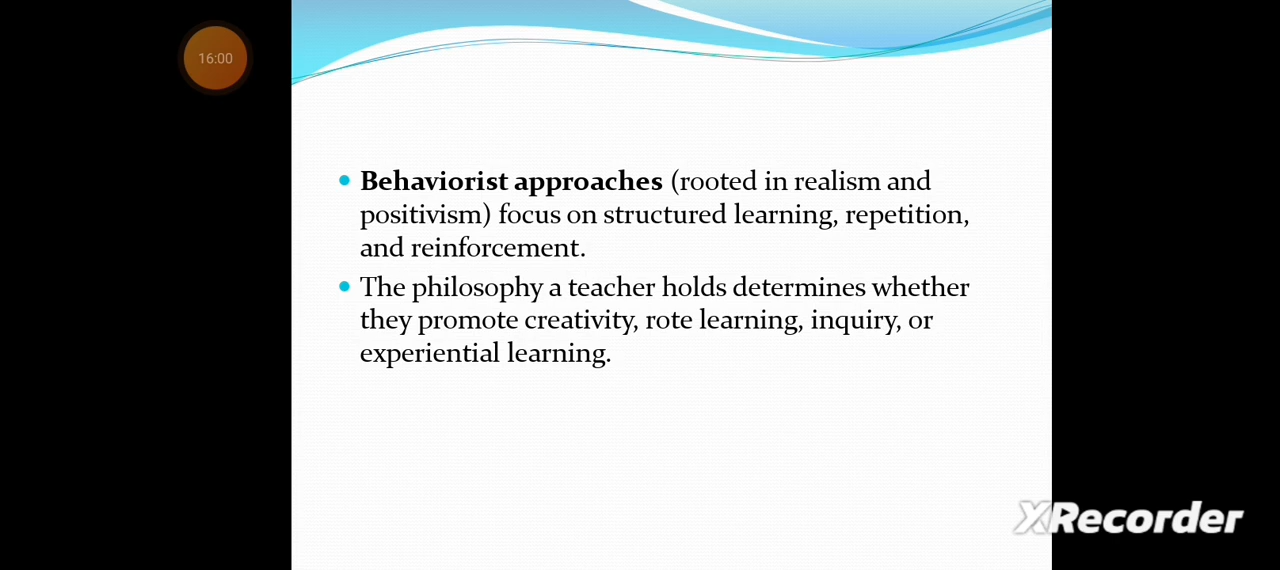 16:00
Behaviorist approaches (rooted in realism and
positivism) focus on structured learning, repetition,
and reinforcement.
The philosophy a teacher holds determines whether
they promote creativity, rote learning, inquiry, or
experiential learning.
XRecorder